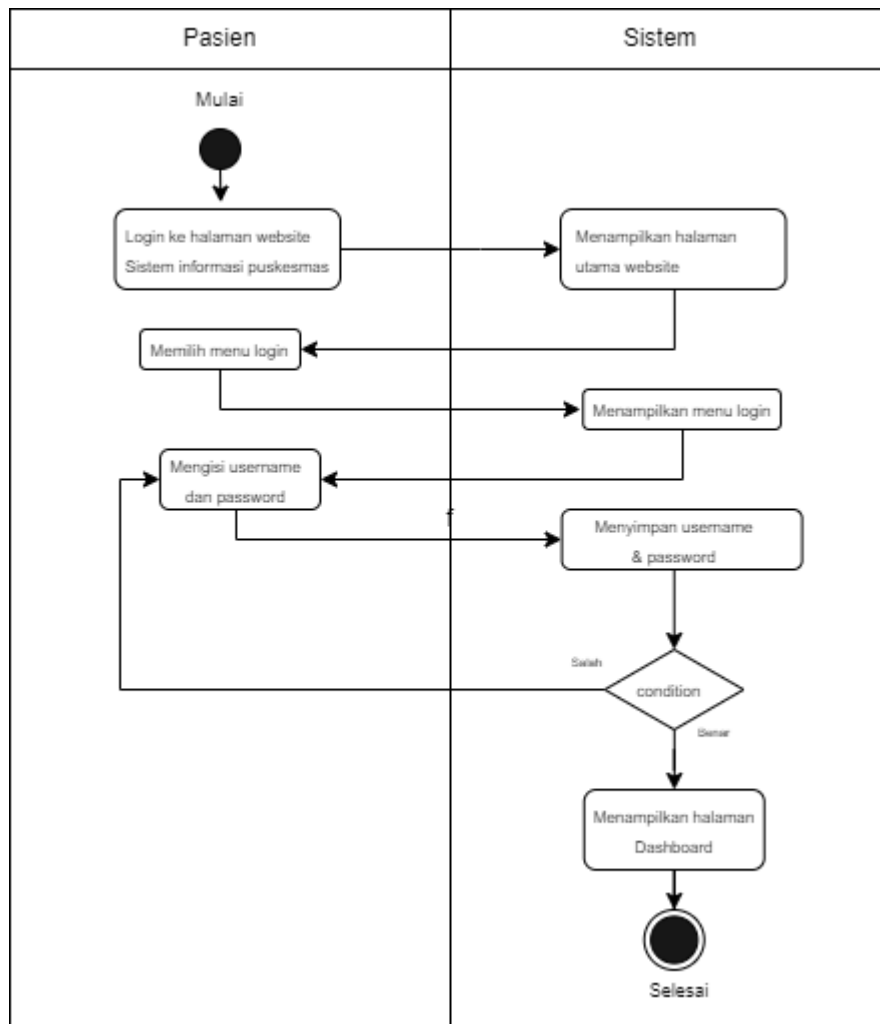 Pasien
Sistem
Mulai
Login ke halaman website
Sistem informasi puskesmas
Menampilkan halaman
utama website
Memilih menu login
Menampilkan menu login
Mengisi username
dan password
f
Menyimpan username
& password
Salah
condition
Benar
Menampilkan halaman
Dashboard
Selesai